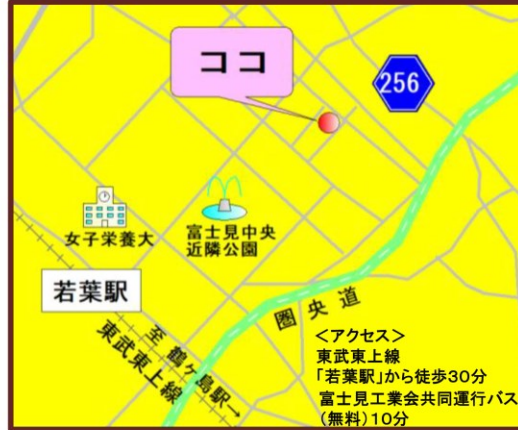 ココ
256
女子栄養大
富士見中央
近隣公園
若葉駅
圏央道
至 鶴ヶ島駅→
東武東上線
＜アクセス＞
東武東上線
「若葉駅」から徒歩30分
富士見工業会共同運行バス
(無料)10分